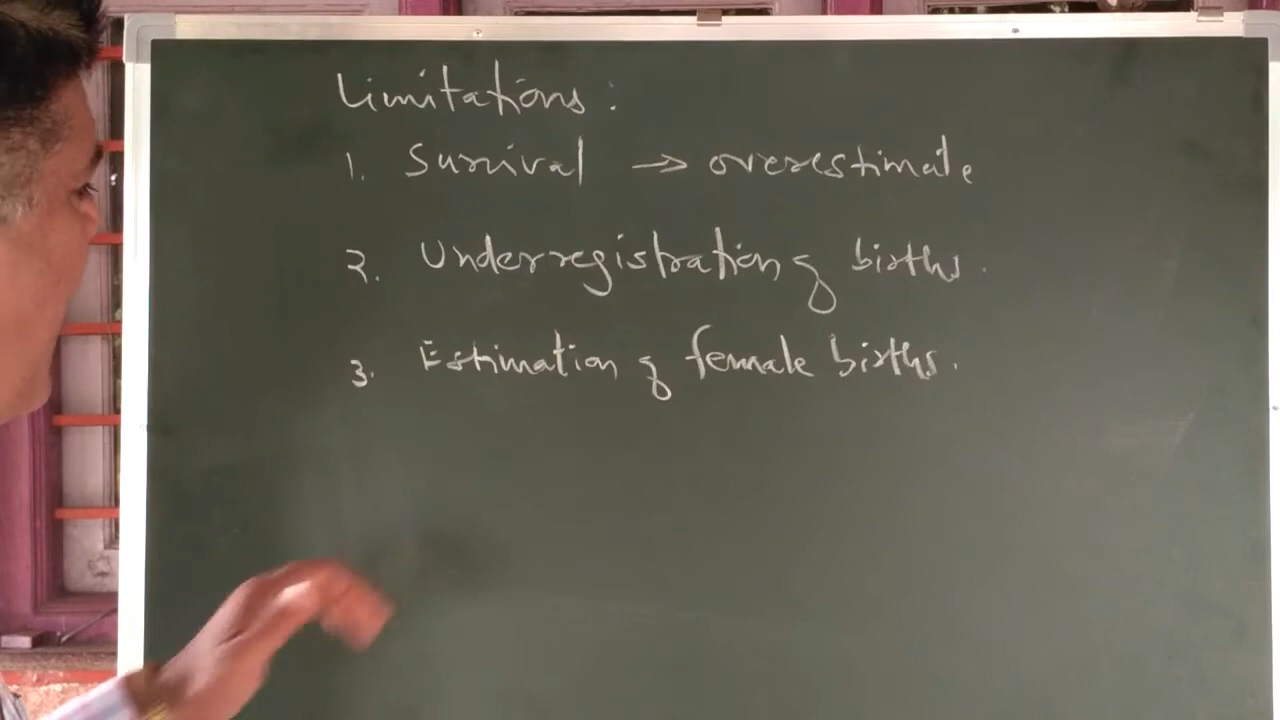 Limitations :
1. Survival → overestimate
2. Underregistration of births.
3. Estimation of female births.